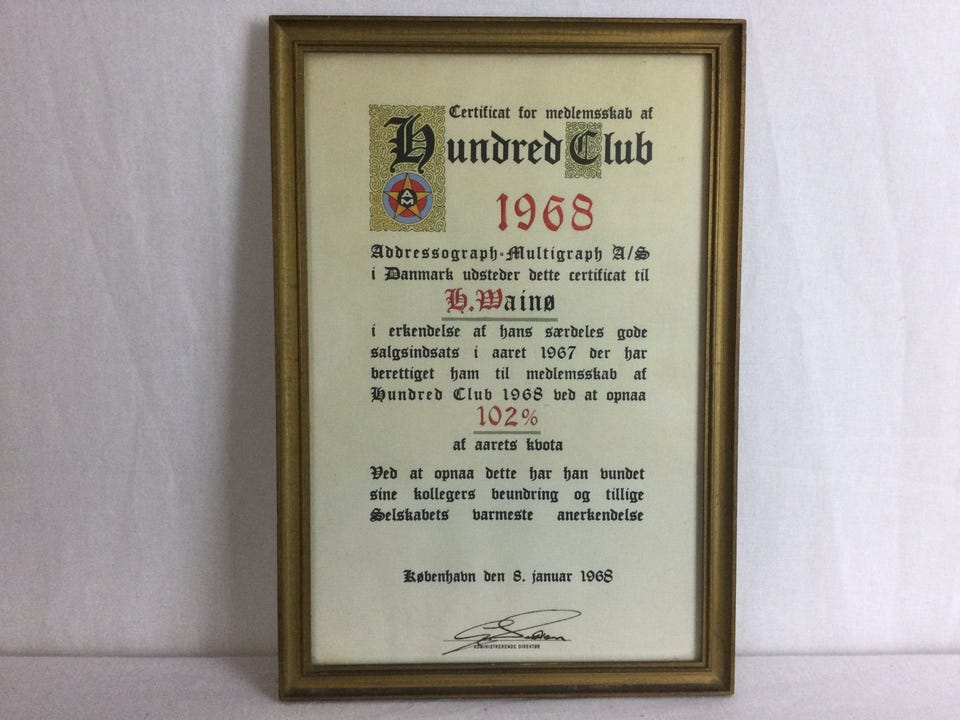 Certificat for medlemsskab af
Hundred Club
AM
1968
Addressograph-Multigraph A/S
i Danmark udsteder dette certificat til
H. Wainø
i erkendelse af hans særdeles gode
salgsindsats i aaret 1967 der har
berettiget ham til medlemsskab af
Hundred Club 1968 ved at opnaa
102%
af aarets kvota
Ved at opnaa dette har han vundet
sine kollegers beundring og tillige
Selskabets varmeste anerkendelse
København den 8. januar 1968
ADMINISTRERENDE DIREKTØR